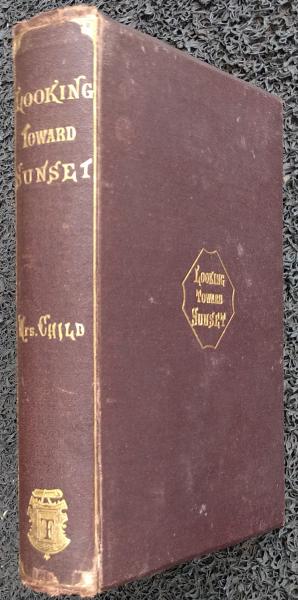 LOOKING
TOWARD
SUNSET
MRS. CHILD
T
LOOKING
TOWARD
SUNSET